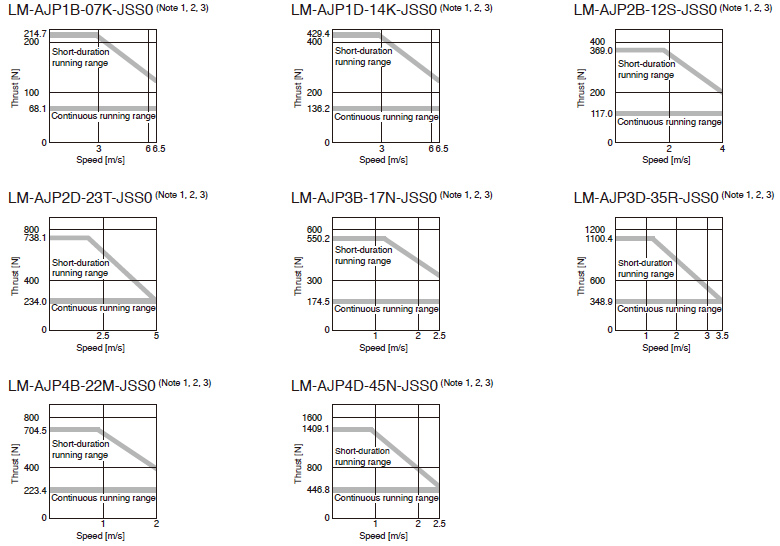 LM-AJP1B-07K-JSS0 (Note 1, 2, 3)
214.7
200
Short-duration
running range
Thrust [N]
100
68.1
Continuous running range
0
3
6 6.5
Speed [m/s]
LM-AJP1D-14K-JSS0 (Note 1, 2, 3)
429.4
400
Short-duration
running range
Thrust [N]
200
136.2
Continuous running range
0
3
6 6.5
Speed [m/s]
LM-AJP2B-12S-JSS0 (Note 1, 2, 3)
400
369.0
Short-duration
running range
Thrust [N]
200
117.0
Continuous running range
0
2
4
Speed [m/s]
LM-AJP2D-23T-JSS0 (Note 1, 2, 3)
800
738.1
Short-duration
running range
Thrust [N]
400
234.0
Continuous running range
0
2.5
5
Speed [m/s]
LM-AJP3B-17N-JSS0 (Note 1, 2, 3)
600
550.2
Short-duration
running range
Thrust [N]
300
174.5
Continuous running range
0
1
2
2.5
Speed [m/s]
LM-AJP3D-35R-JSS0 (Note 1, 2, 3)
1200
1100.4
Short-duration
running range
Thrust [N]
600
348.9
Continuous running range
0
1
2
3 3.5
Speed [m/s]
LM-AJP4B-22M-JSS0 (Note 1, 2, 3)
800
704.5
Short-duration
running range
Thrust [N]
400
223.4
Continuous running range
0
1
2
Speed [m/s]
LM-AJP4D-45N-JSS0 (Note 1, 2, 3)
1600
1409.1
Short-duration
running range
Thrust [N]
800
446.8
Continuous running range
0
1
2
2.5
Speed [m/s]